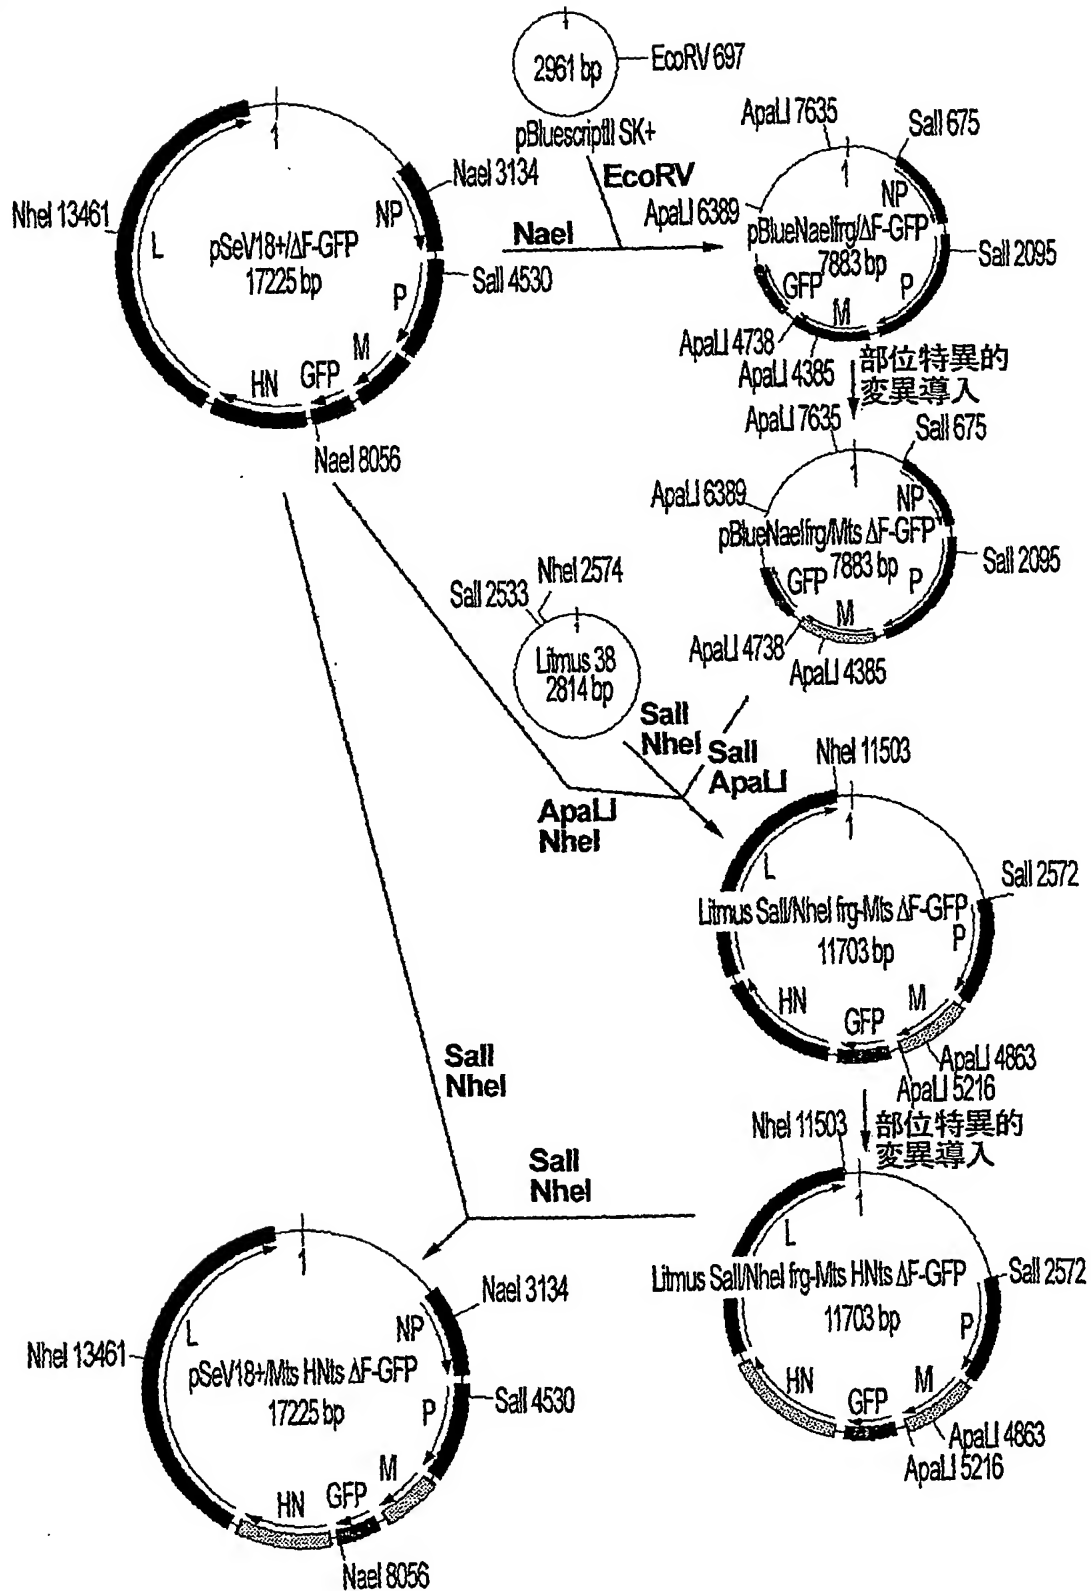 1
2961 bp
EcoRV 697
pBluescriptII SK+
EcoRV
NaeI
1
NaeI 3134
NheI 13461
L
NP
pSeV18+/ΔF-GFP
17225 bp
SalI 4530
P
M
GFP
HN
NaeI 8056
ApaLI 7635
SalI 675
1
ApaLI 6389
NP
pBlueNaeIfrg/ΔF-GFP
7883 bp
SalI 2095
GFP
P
M
ApaLI 4738
ApaLI 4385
部位特異的
変異導入
ApaLI 7635
SalI 675
1
ApaLI 6389
NP
pBlueNaeIfrg/Mts ΔF-GFP
7883 bp
SalI 2095
GFP
P
M
ApaLI 4738
ApaLI 4385
NheI 2574
SalI 2533
1
Litmus 38
2814 bp
SalI
NheI
SalI
ApaLI
ApaLI
NheI
NheI 11503
1
L
SalI 2572
Litmus SalI/NheI frg-Mts ΔF-GFP
11703 bp
P
HN
M
GFP
ApaLI 4863
ApaLI 5216
部位特異的
変異導入
SalI
NheI
SalI
NheI
NheI 11503
1
L
SalI 2572
Litmus SalI/NheI frg-Mts HNts ΔF-GFP
11703 bp
P
HN
M
GFP
ApaLI 4863
ApaLI 5216
1
NaeI 3134
L
NP
NheI 13461
pSeV18+/Mts HNts ΔF-GFP
17225 bp
SalI 4530
P
M
GFP
HN
NaeI 8056